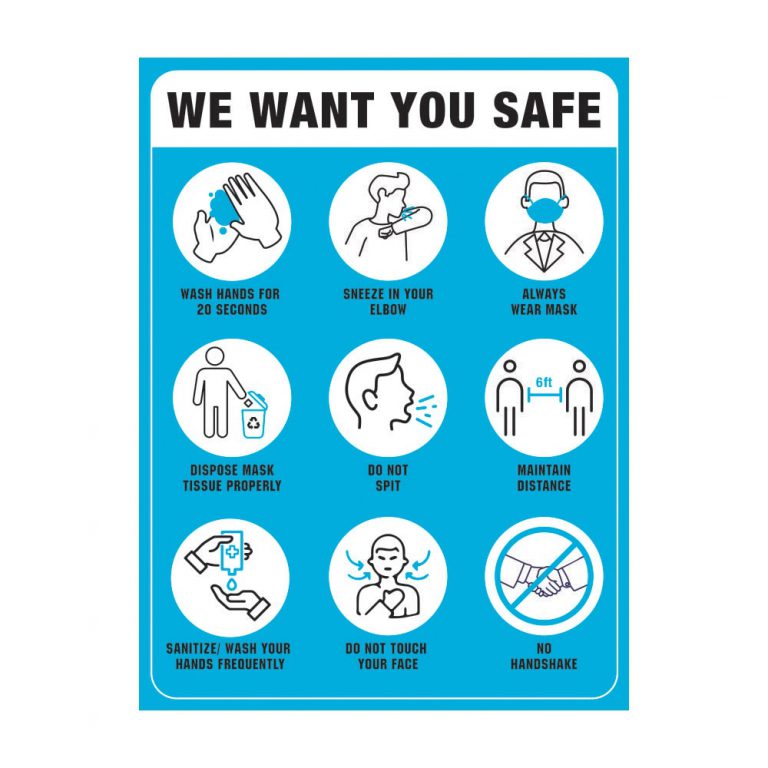 WE WANT YOU SAFE
WASH HANDS FOR
20 SECONDS
SNEEZE IN YOUR
ELBOW
ALWAYS
WEAR MASK
6ft
DISPOSE MASK
TISSUE PROPERLY
DO NOT
SPIT
MAINTAIN
DISTANCE
SANITIZE/ WASH YOUR
HANDS FREQUENTLY
DO NOT TOUCH
YOUR FACE
NO
HANDSHAKE